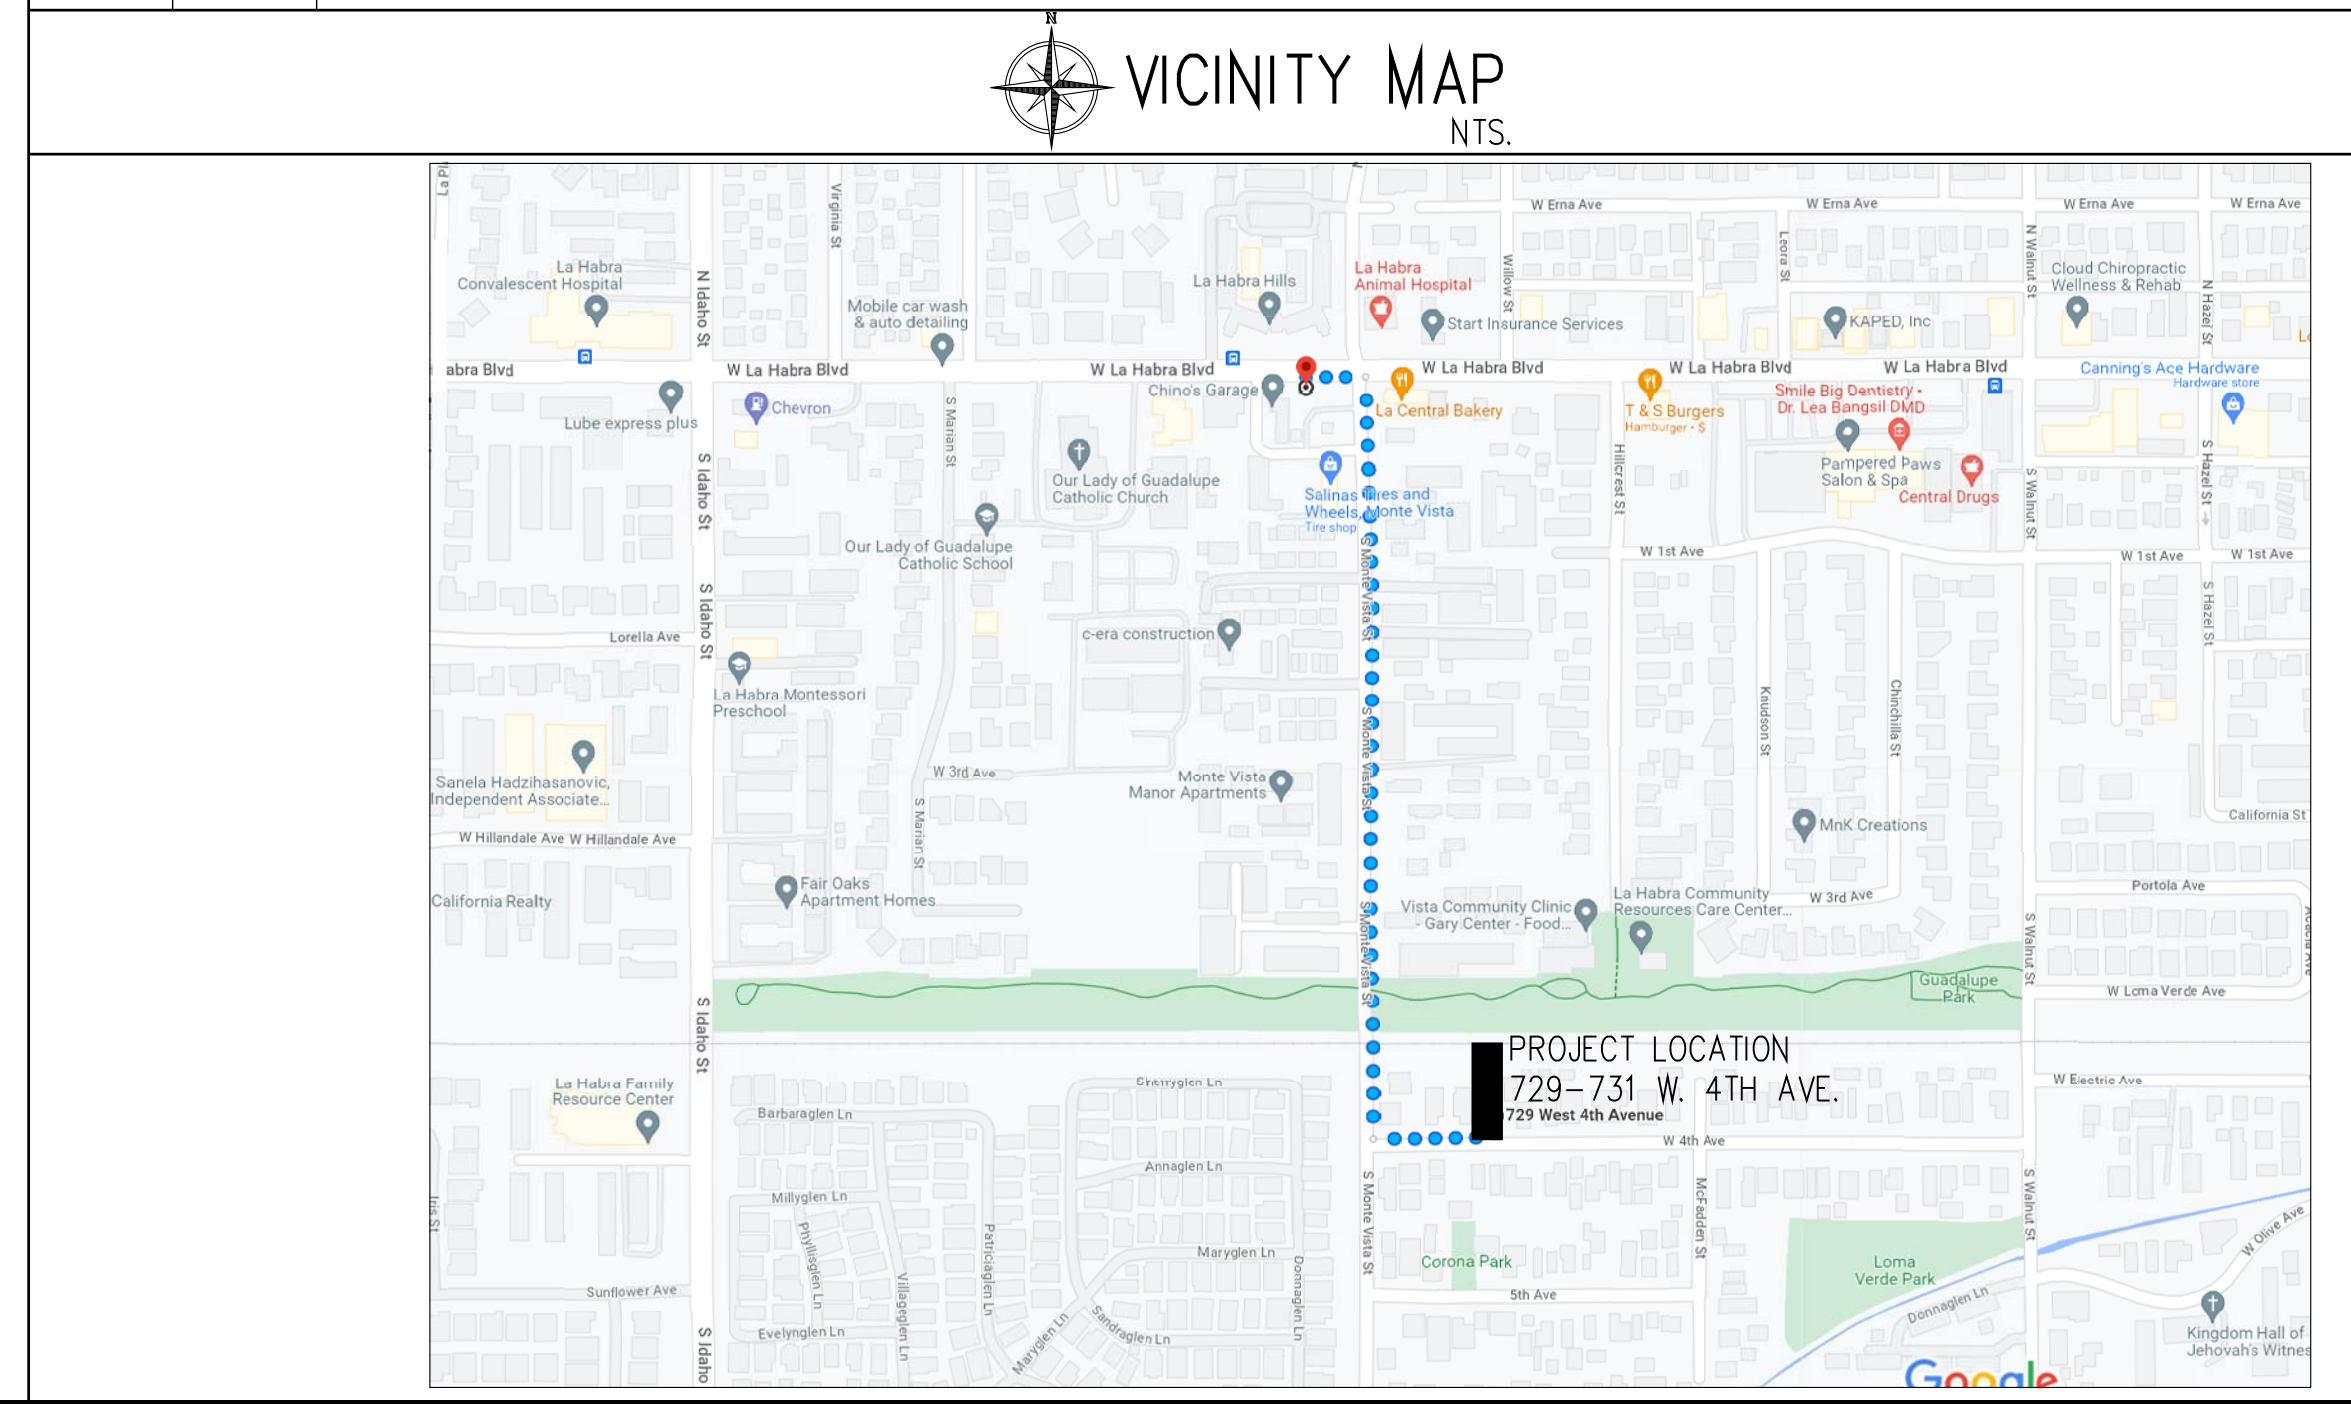 N
VICINITY MAP
NTS.
La Pl
Virginia St
W Erna Ave
W Erna Ave
W Erna Ave
W Erna Ave
La Habra
Convalescent Hospital
N Idaho St
Mobile car wash
& auto detailing
La Habra Hills
La Habra
Animal Hospital
Willow St
Start Insurance Services
Leora St
KAPED, Inc
N Walnut St
Cloud Chiropractic
Wellness & Rehab
N Hazel St
abra Blvd
W La Habra Blvd
W La Habra Blvd
W La Habra Blvd
W La Habra Blvd
W La Habra Blvd
Canning's Ace Hardware
Hardware store
Lube express plus
Chevron
Chino's Garage
La Central Bakery
T & S Burgers
Hamburger • $
Smile Big Dentistry -
Dr. Lea Bangsil DMD
S Marian St
S Idaho St
Our Lady of Guadalupe
Catholic Church
Salinas Tires and
Wheels, Monte Vista
Tire shop
Hillcrest St
Pampered Paws
Salon & Spa
Central Drugs
S Walnut St
S Hazel St
Our Lady of Guadalupe
Catholic School
S Monte Vista St
W 1st Ave
W 1st Ave
W 1st Ave
S Idaho St
S Hazel St
Lorella Ave
c-era construction
La Habra Montessori
Preschool
S Monte Vista St
Knudson St
Chinchilla St
Sanela Hadzihasanovic,
Independent Associate...
W 3rd Ave
Monte Vista
Manor Apartments
S Marian St
MnK Creations
California St
W Hillandale Ave
W Hillandale Ave
Fair Oaks
Apartment Homes
California Realty
S Monte Vista St
Vista Community Clinic
- Gary Center - Food...
La Habra Community
Resources Care Center...
W 3rd Ave
Portola Ave
S Walnut St
Guadalupe
Park
W Loma Verde Ave
S Idaho St
PROJECT LOCATION
729-731 W. 4TH AVE.
729 West 4th Avenue
La Habra Family
Resource Center
Cherryglen Ln
Barbaraglen Ln
W Electric Ave
W 4th Ave
Annaglen Ln
Millyglen Ln
Iris St
S Monte Vista St
McFadden St
S Walnut St
Phyllisglen Ln
Patriciaglen Ln
Maryglen Ln
Donnaglen Ln
Villageglen Ln
Corona Park
Loma
Verde Park
W Olive Ave
Sunflower Ave
5th Ave
Donnaglen Ln
Evelynglen Ln
Maryglen Ln
Sandraglen Ln
S Idaho
Kingdom Hall of
Jehovah's Witnes
Google